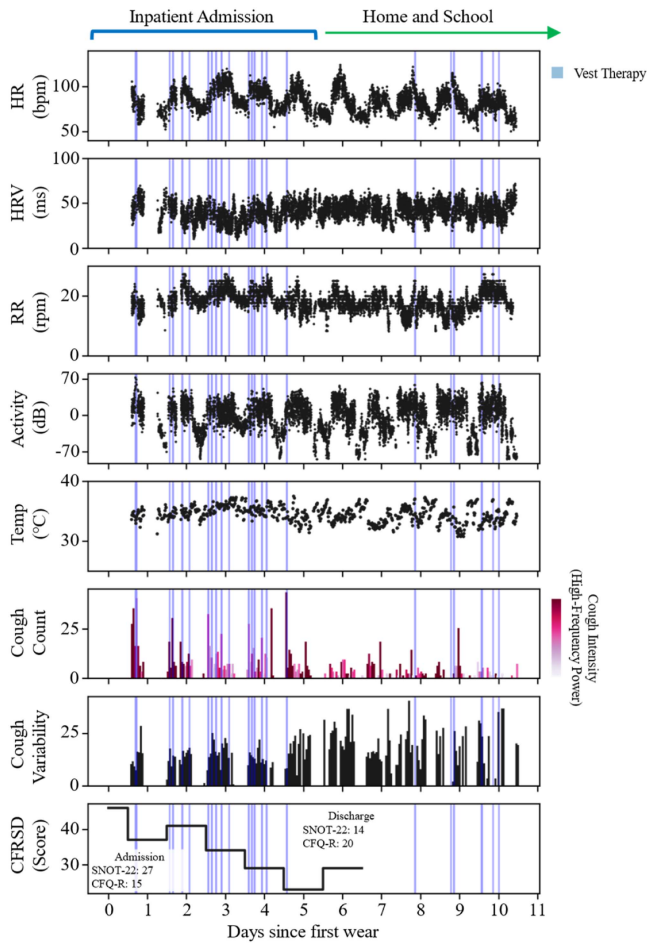 Inpatient Admission
Home and School
Vest Therapy
HR
(bpm)
100
50
HRV
(ms)
100
50
0
RR
(rpm)
20
0
Activity
(dB)
70
0
-70
Temp
(°C)
40
30
Cough
Count
25
0
Cough Intensity
(High-Frequency Power)
Cough
Variability
25
0
CFRSD
(Score)
40
30
Admission
SNOT-22: 27
CFQ-R: 15
Discharge
SNOT-22: 14
CFQ-R: 20
0 1 2 3 4 5 6 7 8 9 10 11
Days since first wear